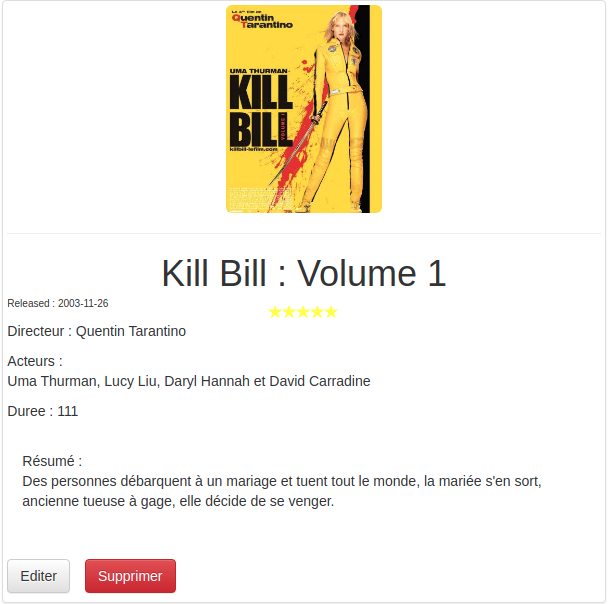 LE 4e FILM DE
Quentin
Tarantino
UMA THURMAN
KILL
BILL
VOLUME 1
killbill-lefilm.com
Kill Bill : Volume 1
Released : 2003-11-26
Directeur : Quentin Tarantino
Acteurs :
Uma Thurman, Lucy Liu, Daryl Hannah et David Carradine
Duree : 111
Résumé :
Des personnes débarquent à un mariage et tuent tout le monde, la mariée s'en sort,
ancienne tueuse à gage, elle décide de se venger.
Editer
Supprimer